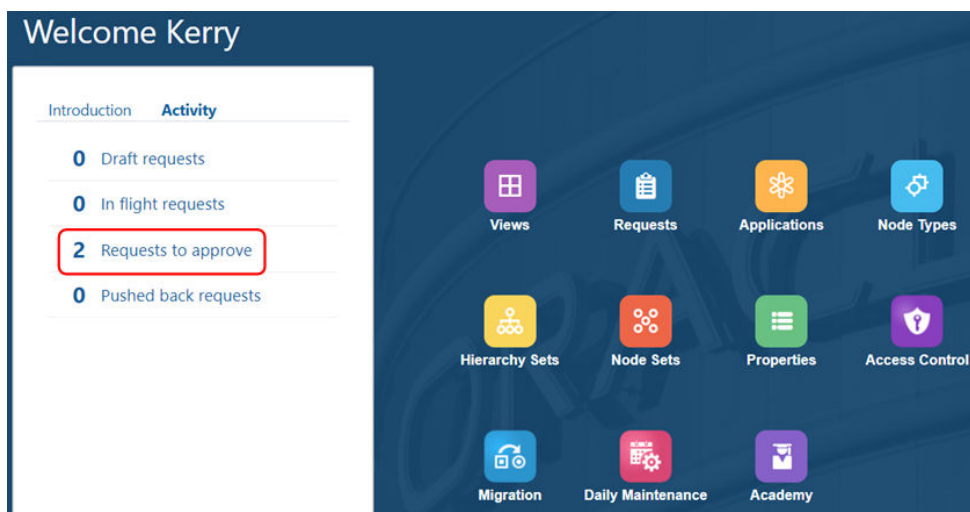 Welcome Kerry
Introduction Activity
0 Draft requests
0 In flight requests
2 Requests to approve
0 Pushed back requests
Views Requests Applications Node Types
Hierarchy Sets Node Sets Properties Access Control
Migration Daily Maintenance Academy